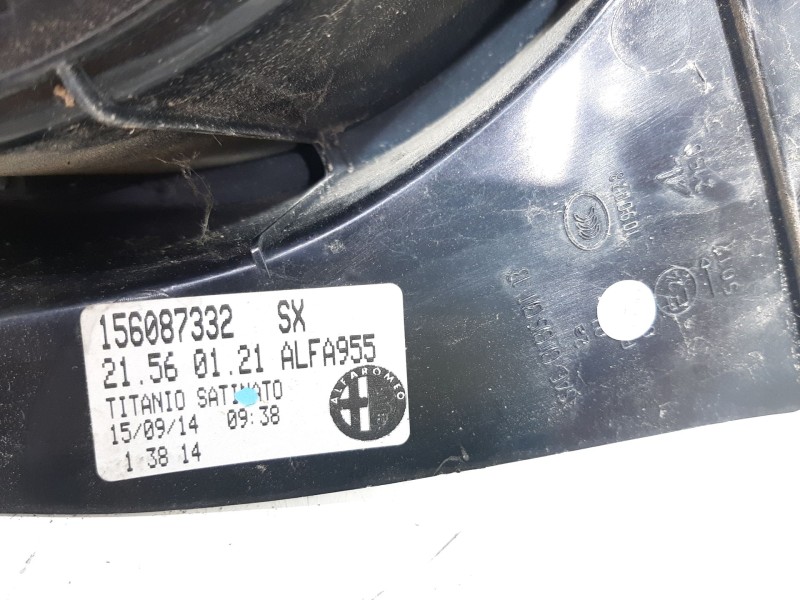 156087332 SX
21.56 01.21 ALFA955
TITANIO SATINATO
15/09/14 09:38
1 38 14
ALFA ROMEO